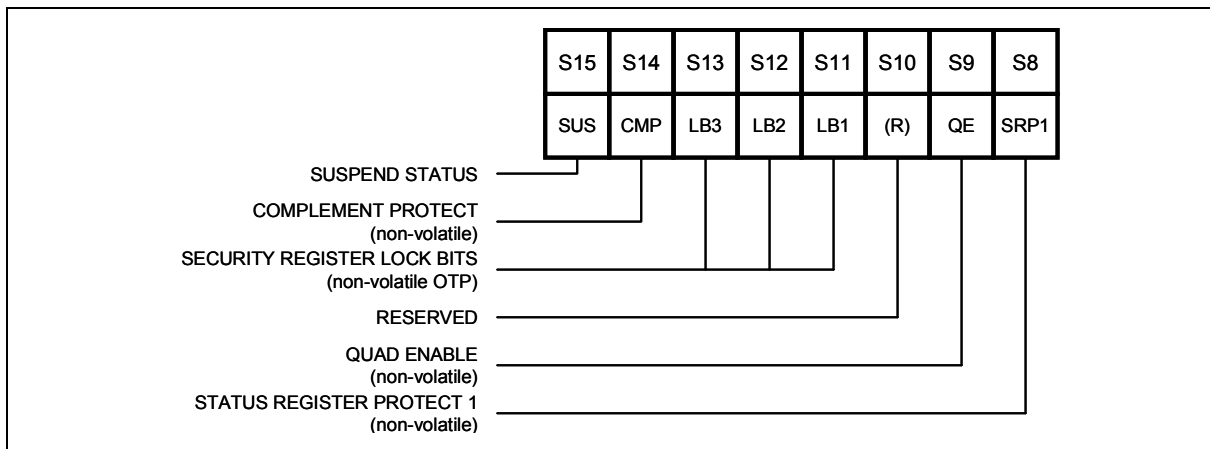 S15 S14 S13 S12 S11 S10 S9 S8
SUS CMP LB3 LB2 LB1 (R) QE SRP1
SUSPEND STATUS
COMPLEMENT PROTECT
(non-volatile)
SECURITY REGISTER LOCK BITS
(non-volatile OTP)
RESERVED
QUAD ENABLE
(non-volatile)
STATUS REGISTER PROTECT 1
(non-volatile)